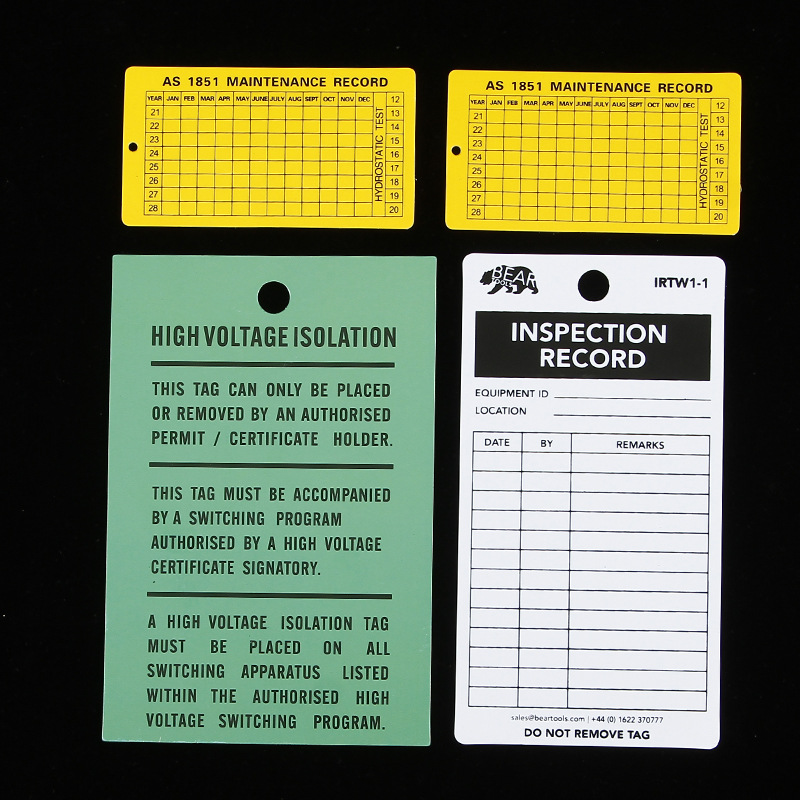 AS 1851 MAINTENANCE RECORD
YEAR JAN FEB MAR APR MAY JUNE JULY AUG SEPT OCT NOV DEC 12
21 13
22 14
23 15
24 16
25 17
26 18
27 19
28 20
HYDROSTATIC TEST
AS 1851 MAINTENANCE RECORD
YEAR JAN FEB MAR APR MAY JUNE JULY AUG SEPT OCT NOV DEC 12
21 13
22 14
23 15
24 16
25 17
26 18
27 19
28 20
HYDROSTATIC TEST
HIGH VOLTAGE ISOLATION
THIS TAG CAN ONLY BE PLACED
OR REMOVED BY AN AUTHORISED
PERMIT / CERTIFICATE HOLDER.
THIS TAG MUST BE ACCOMPANIED
BY A SWITCHING PROGRAM
AUTHORISED BY A HIGH VOLTAGE
CERTIFICATE SIGNATORY.
A HIGH VOLTAGE ISOLATION TAG
MUST BE PLACED ON ALL
SWITCHING APPARATUS LISTED
WITHIN THE AUTHORISED HIGH
VOLTAGE SWITCHING PROGRAM.
BEAR
TOOLS
IRTW1-1
INSPECTION
RECORD
EQUIPMENT ID
LOCATION
DATE BY REMARKS
sales@beartools.com | +44 (0) 1622 370777
DO NOT REMOVE TAG